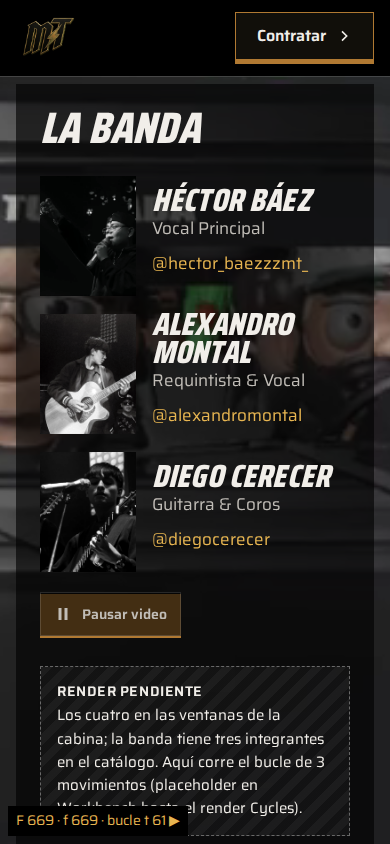 MT
Contratar
LA BANDA
HÉCTOR BÁEZ
Vocal Principal
@hector_baezzzmt_
ALEXANDRO
MONTAL
Requintista & Vocal
@alexandromontal
DIEGO CERECER
Guitarra & Coros
@diegocerecer
Pausar video
RENDER PENDIENTE
Los cuatro en las ventanas de la
cabina; la banda tiene tres integrantes
en el catálogo. Aquí corre el bucle de 3
movimientos (placeholder en
el render Cycles).
F 669 · f 669 · bucle t 61 ▶